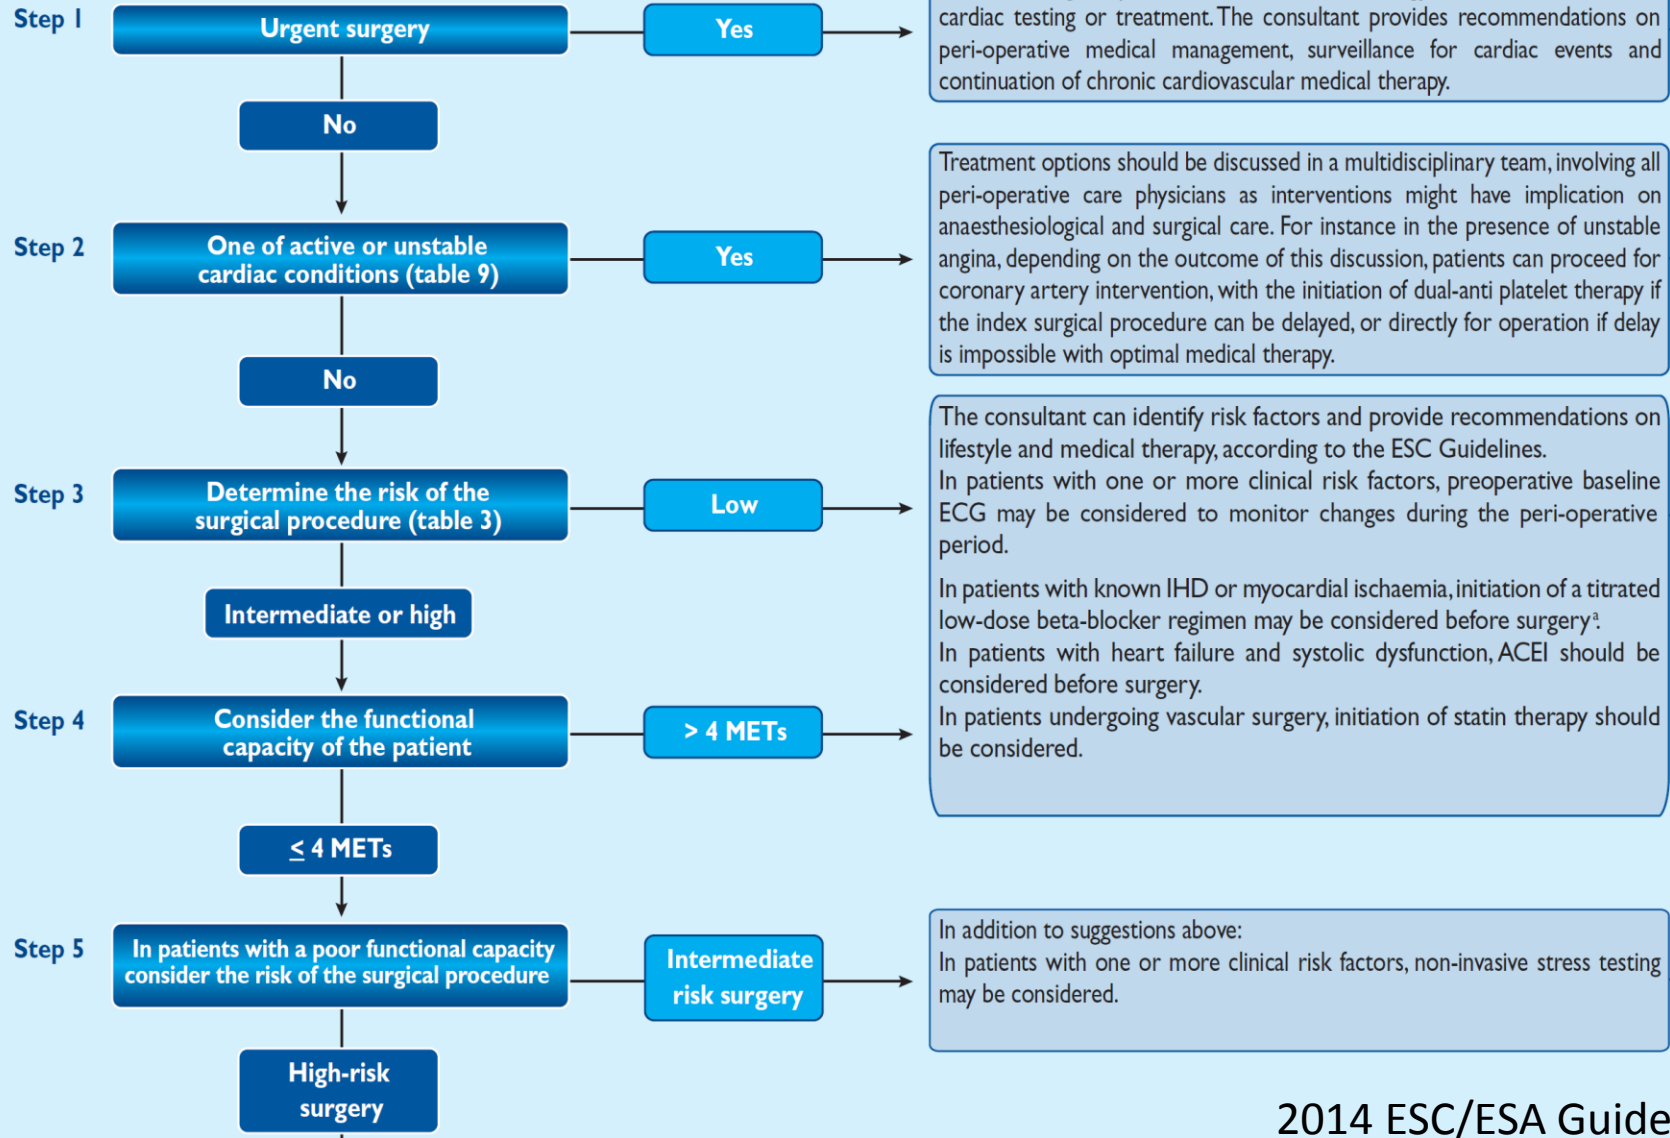 Step 1
Urgent surgery
Yes
cardiac testing or treatment. The consultant provides recommendations on
peri-operative medical management, surveillance for cardiac events and
continuation of chronic cardiovascular medical therapy.
No
Step 2
One of active or unstable
cardiac conditions (table 9)
Yes
Treatment options should be discussed in a multidisciplinary team, involving all
peri-operative care physicians as interventions might have implication on
anaesthesiological and surgical care. For instance in the presence of unstable
angina, depending on the outcome of this discussion, patients can proceed for
coronary artery intervention, with the initiation of dual-anti platelet therapy if
the index surgical procedure can be delayed, or directly for operation if delay
is impossible with optimal medical therapy.
No
Step 3
Determine the risk of the
surgical procedure (table 3)
Low
The consultant can identify risk factors and provide recommendations on
lifestyle and medical therapy, according to the ESC Guidelines.
In patients with one or more clinical risk factors, preoperative baseline
ECG may be considered to monitor changes during the peri-operative
period.
In patients with known IHD or myocardial ischaemia, initiation of a titrated
low-dose beta-blocker regimen may be considered before surgeryᵃ.
In patients with heart failure and systolic dysfunction, ACEI should be
considered before surgery.
In patients undergoing vascular surgery, initiation of statin therapy should
be considered.
Intermediate or high
Step 4
Consider the functional
capacity of the patient
> 4 METs
≤ 4 METs
Step 5
In patients with a poor functional capacity
consider the risk of the surgical procedure
Intermediate
risk surgery
In addition to suggestions above:
In patients with one or more clinical risk factors, non-invasive stress testing
may be considered.
High-risk
surgery
2014 ESC/ESA Guide